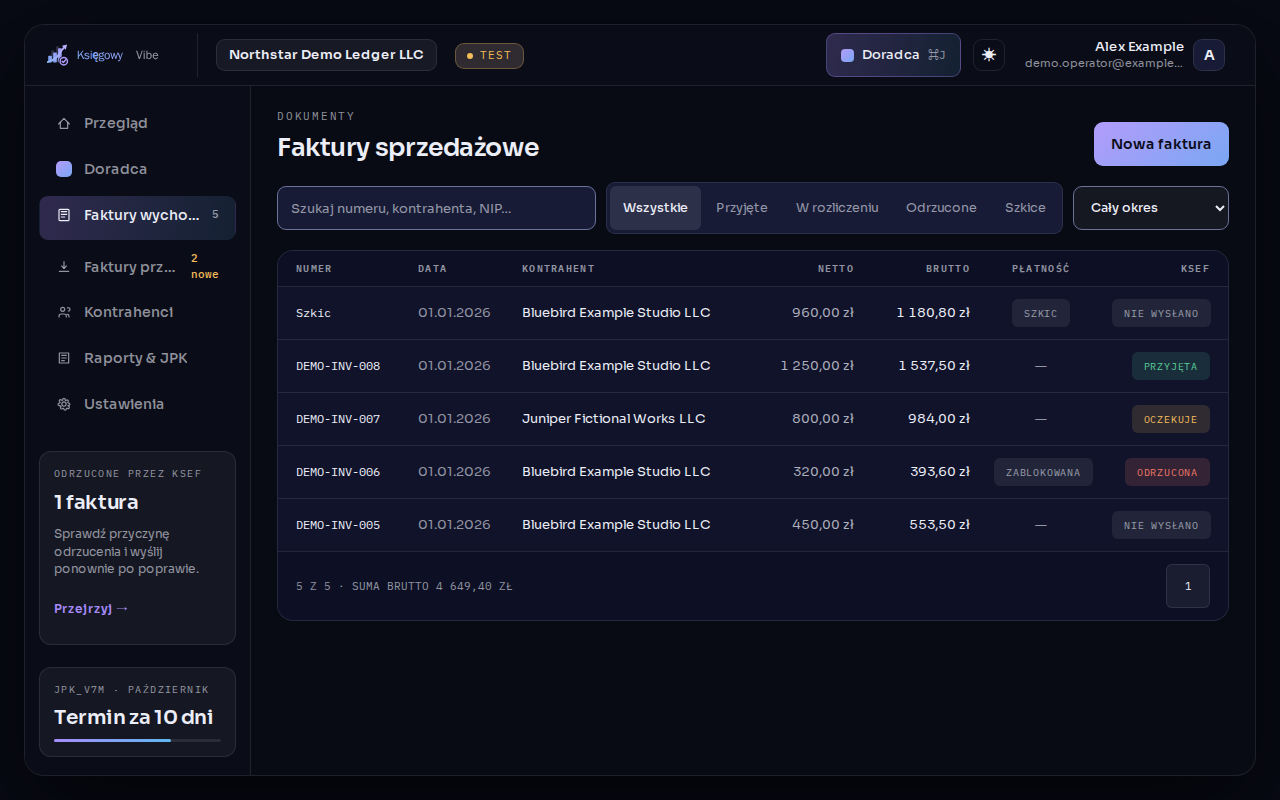 Księgowy Vibe
Northstar Demo Ledger LLC
TEST
Doradca ⌘J
Alex Example
demo.operator@example...
A
Przegląd
Doradca
Faktury wycho... 5
Faktury prz... 2 nowe
Kontrahenci
Raporty & JPK
Ustawienia
ODRZUCONE PRZEZ KSEF
1 faktura
Sprawdź przyczynę
odrzucenia i wyślij
ponownie po poprawie.
Przejrzyj →
JPK_V7M · PAŹDZIERNIK
Termin za 10 dni
DOKUMENTY
Faktury sprzedażowe
Nowa faktura
Szukaj numeru, kontrahenta, NIP...
Wszystkie Przyjęte W rozliczeniu Odrzucone Szkice
Cały okres
NUMER DATA KONTRAHENT NETTO BRUTTO PŁATNOŚĆ KSEF
Szkic 01.01.2026 Bluebird Example Studio LLC 960,00 zł 1 180,80 zł SZKIC NIE WYSŁANO
DEMO-INV-008 01.01.2026 Bluebird Example Studio LLC 1 250,00 zł 1 537,50 zł — PRZYJĘTA
DEMO-INV-007 01.01.2026 Juniper Fictional Works LLC 800,00 zł 984,00 zł — OCZEKUJE
DEMO-INV-006 01.01.2026 Bluebird Example Studio LLC 320,00 zł 393,60 zł ZABLOKOWANA ODRZUCONA
DEMO-INV-005 01.01.2026 Bluebird Example Studio LLC 450,00 zł 553,50 zł — NIE WYSŁANO
5 Z 5 · SUMA BRUTTO 4 649,40 ZŁ
1